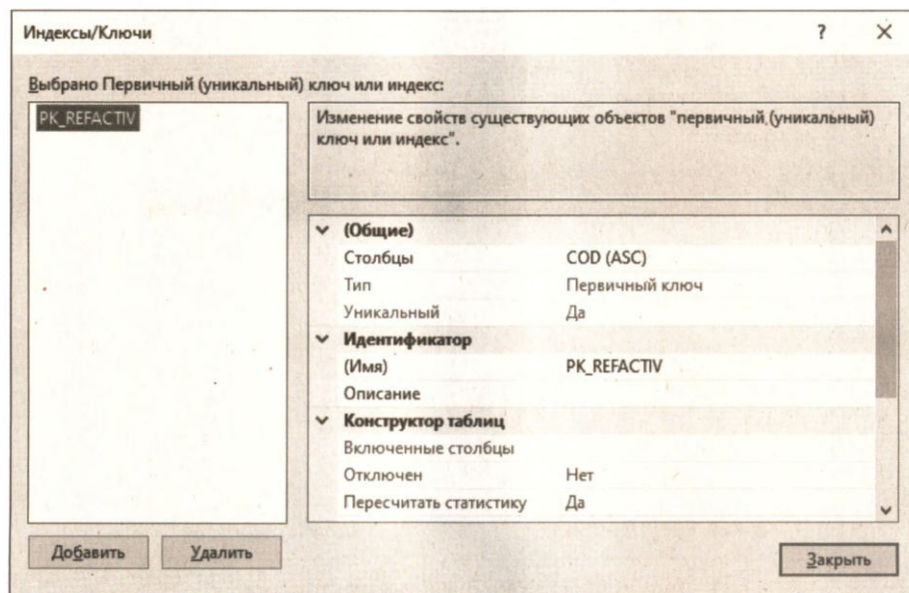 Индексы/Ключи
?
Выбрано Первичный (уникальный) ключ или индекс:
PK_REFACTIV
Изменение свойств существующих объектов "первичный (уникальный)
ключ или индекс".
(Общие)
Столбцы COD (ASC)
Тип Первичный ключ
Уникальный Да
Идентификатор
(Имя) PK_REFACTIV
Описание
Конструктор таблиц
Включенные столбцы
Отключен Нет
Пересчитать статистику Да
Добавить Удалить
Закрыть